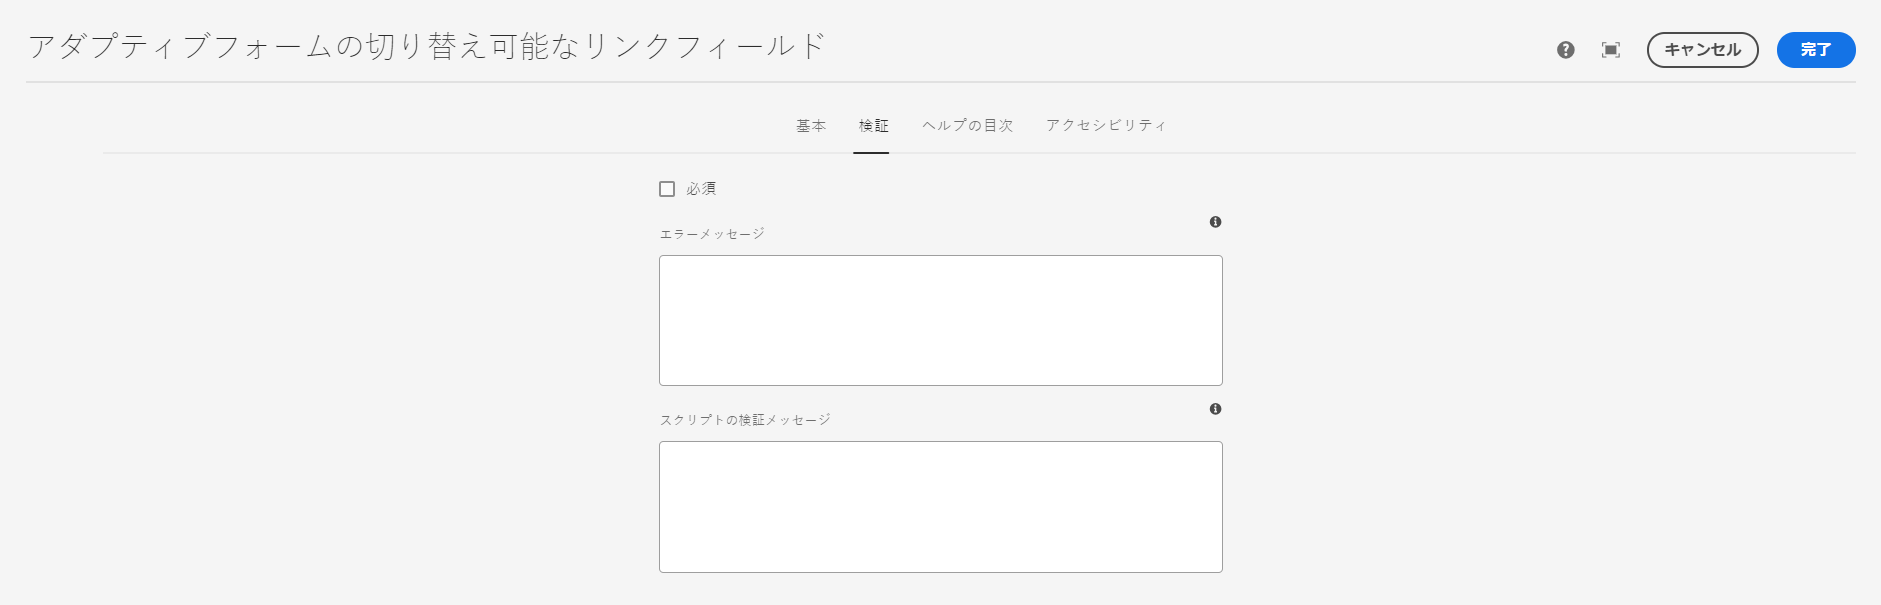 アダプティブフォームの切り替え可能なリンクフィールド
キャンセル
完了
基本
検証
ヘルプの目次
アクセシビリティ
必須
エラーメッセージ
スクリプトの検証メッセージ